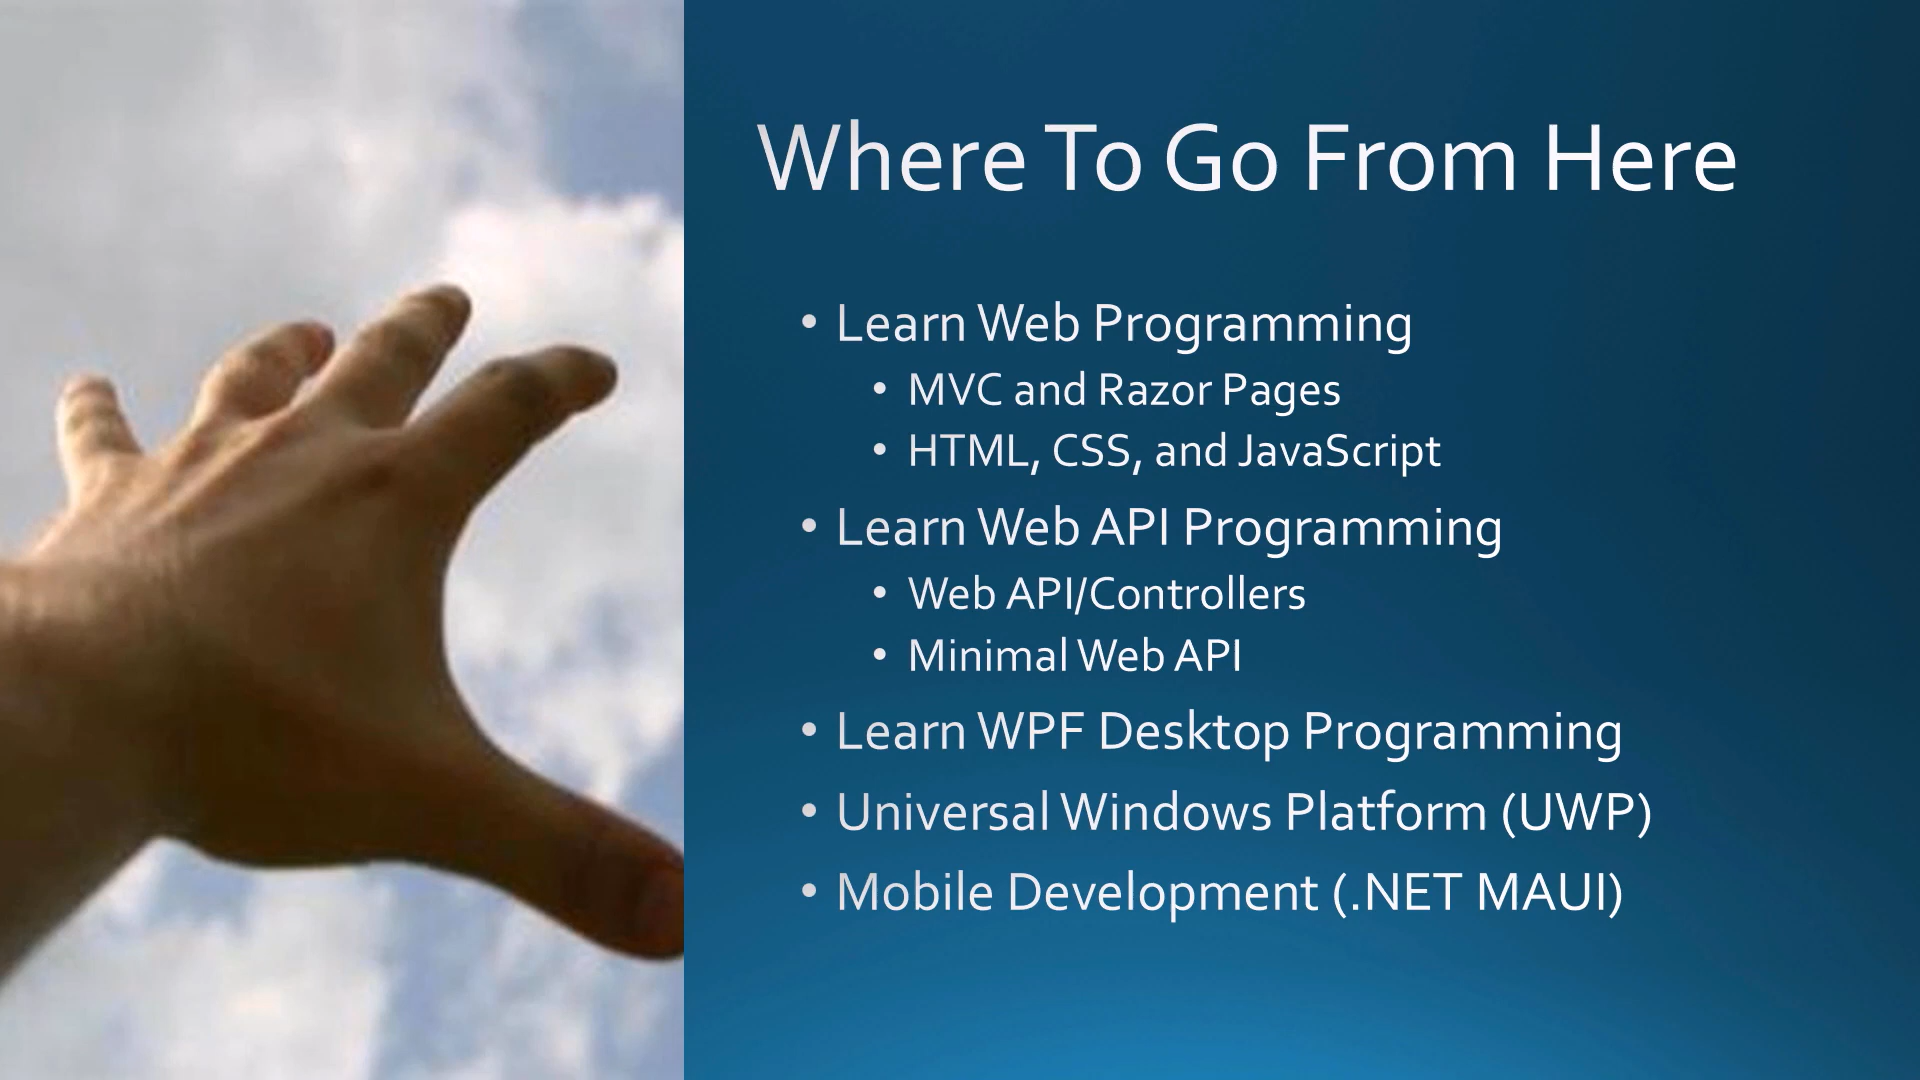 Where To Go From Here
• Learn Web Programming
• MVC and Razor Pages
• HTML, CSS, and JavaScript
• Learn Web API Programming
• Web API/Controllers
• Minimal Web API
• Learn WPF Desktop Programming
• Universal Windows Platform (UWP)
• Mobile Development (.NET MAUI)